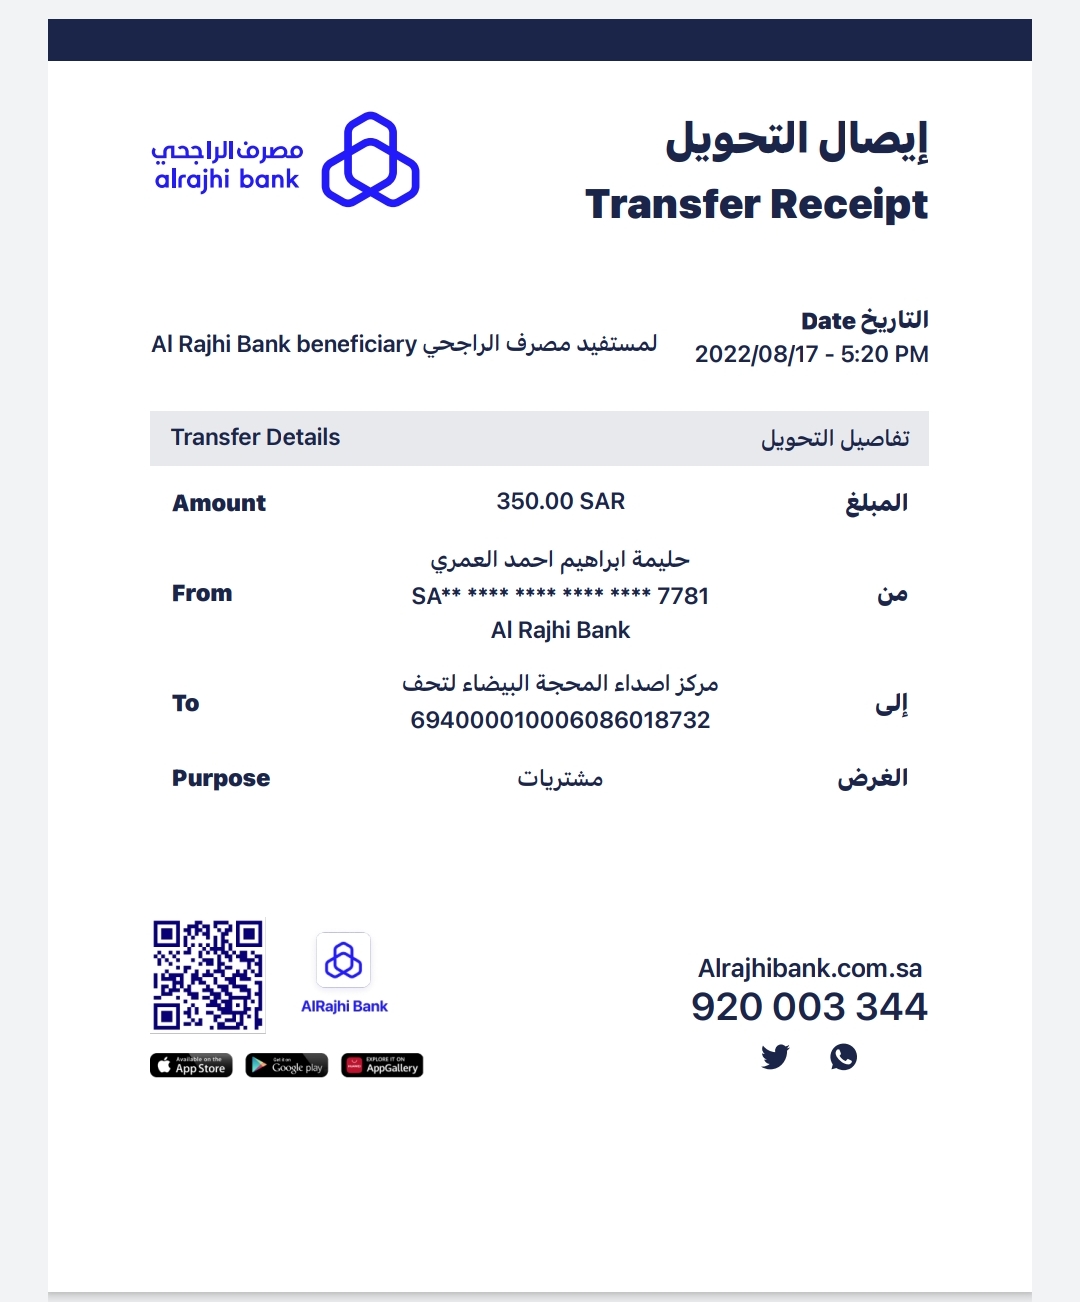 مصرف الراجحي
alrajhi bank
إيصال التحويل
Transfer Receipt
التاريخ Date
2022/08/17 - 5:20 PM
لمستفيد مصرف الراجحي Al Rajhi Bank beneficiary
Transfer Details تفاصيل التحويل
Amount 350.00 SAR المبلغ
حليمة ابراهيم احمد العمري
From SA** **** **** **** **** 7781 من
Al Rajhi Bank
مركز اصداء المحجة البيضاء لتحف
To إلى
694000010006086018732
Purpose مشتريات الغرض
AlRajhi Bank
Available on the App Store
Get it on Google play
EXPLORE IT ON AppGallery
HUAWEI
Alrajhibank.com.sa
920 003 344